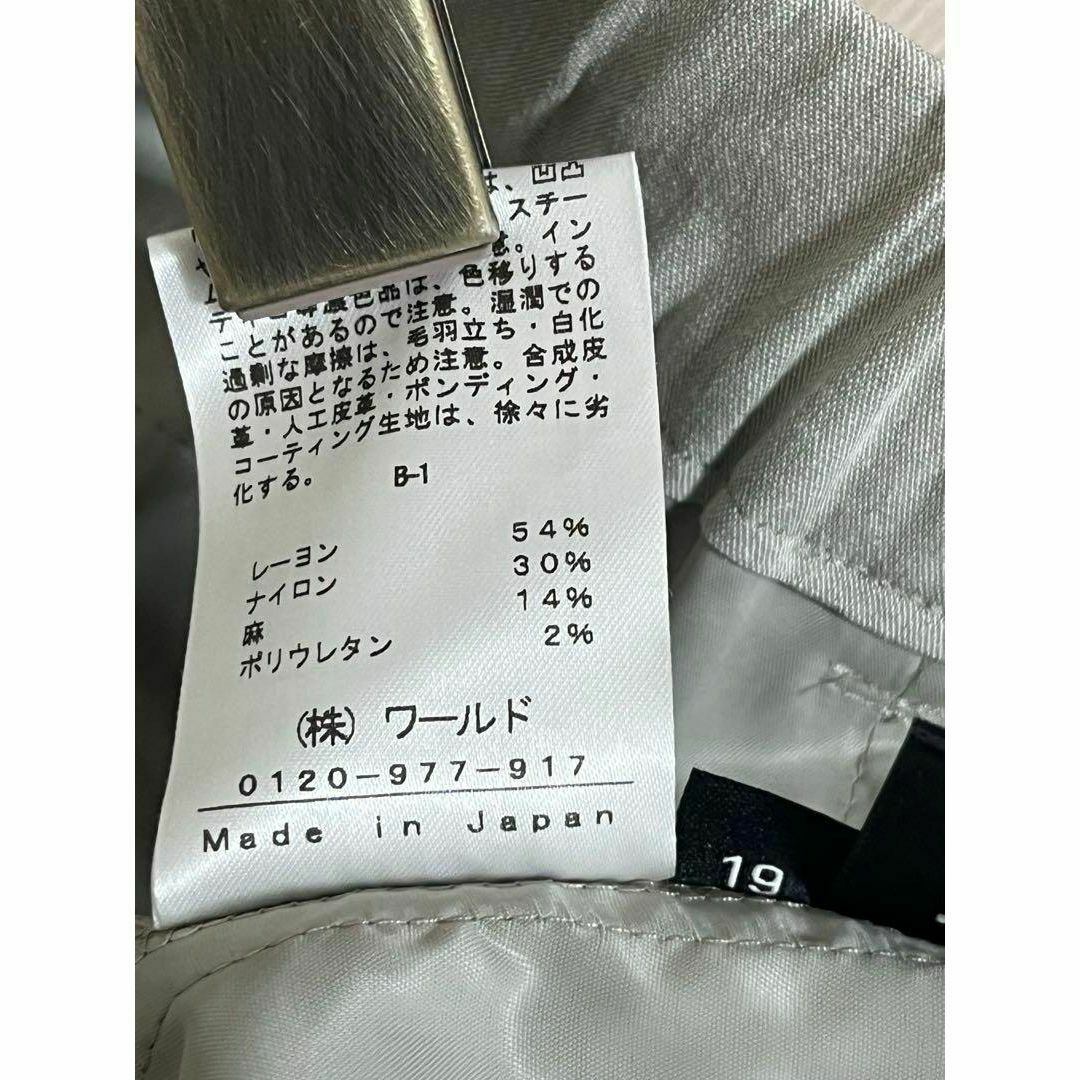 は、凹凸
スチー
意。イン
品は、色移りする
ことがあるので注意。湿潤での
過剰な摩擦は、毛羽立ち・白化
の原因となるため注意。合成皮
革・人工皮革・ボンディング・
コーティング生地は、徐々に劣
化する。 B-1
レーヨン 54%
ナイロン 30%
麻 14%
ポリウレタン 2%
(株) ワールド
0120-977-917
Made in Japan
19